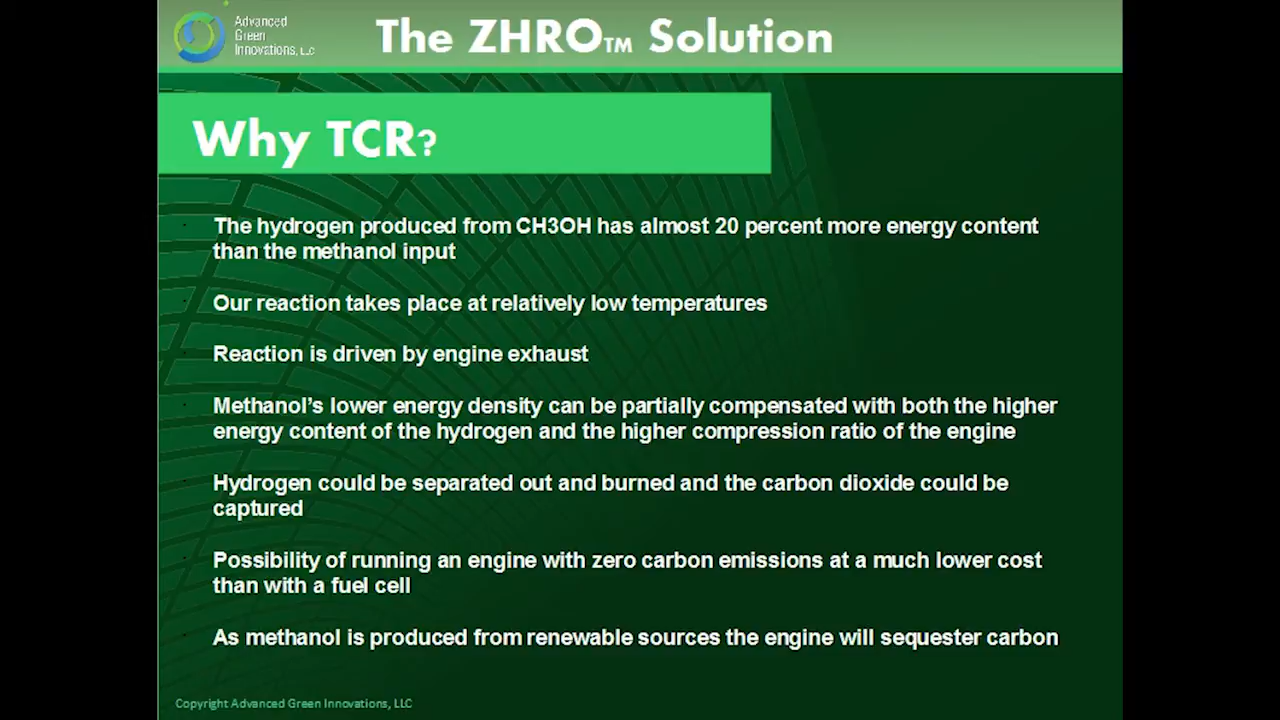 Advanced
Green
Innovations, LLC
The ZHRO™ Solution
Why TCR?
The hydrogen produced from CH3OH has almost 20 percent more energy content
than the methanol input
Our reaction takes place at relatively low temperatures
Reaction is driven by engine exhaust
Methanol’s lower energy density can be partially compensated with both the higher
energy content of the hydrogen and the higher compression ratio of the engine
Hydrogen could be separated out and burned and the carbon dioxide could be
captured
Possibility of running an engine with zero carbon emissions at a much lower cost
than with a fuel cell
As methanol is produced from renewable sources the engine will sequester carbon
Copyright Advanced Green Innovations, LLC